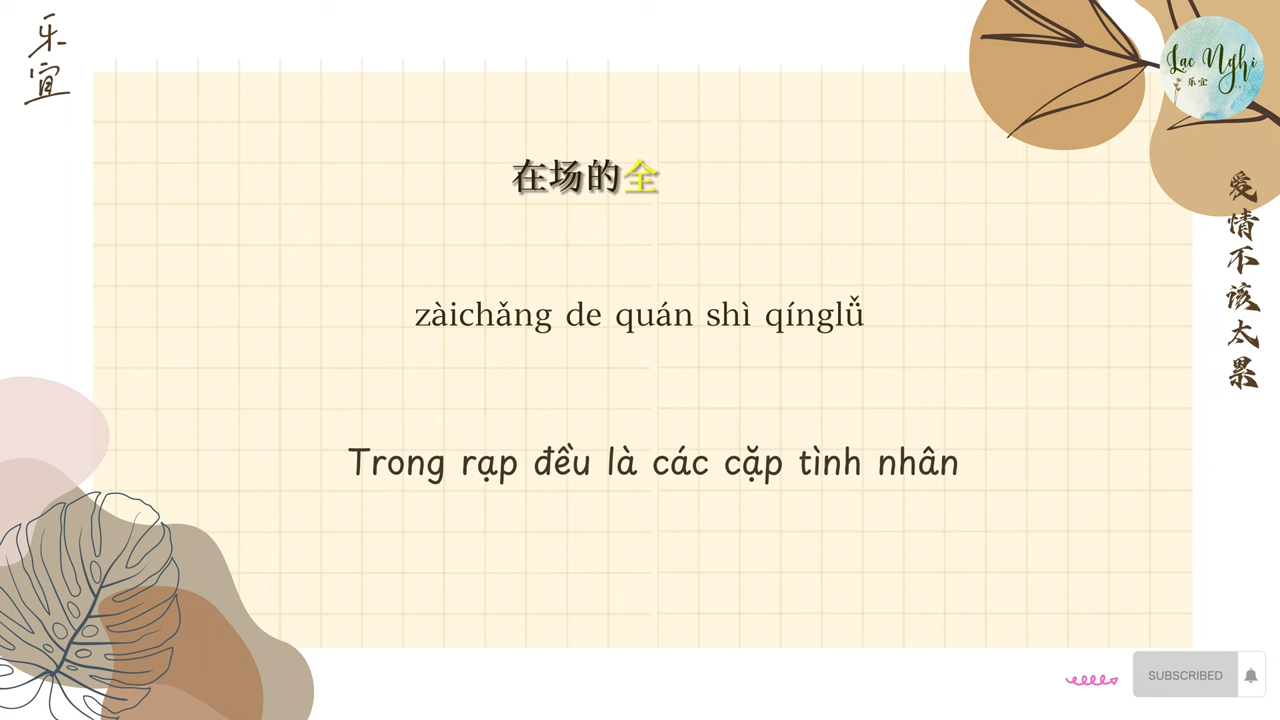 乐宜
Lạc Nghi
乐宜
爱情不该太累
在场的全
zàichǎng de quán shì qínglǚ
Trong rạp đều là các cặp tình nhân
SUBSCRIBED